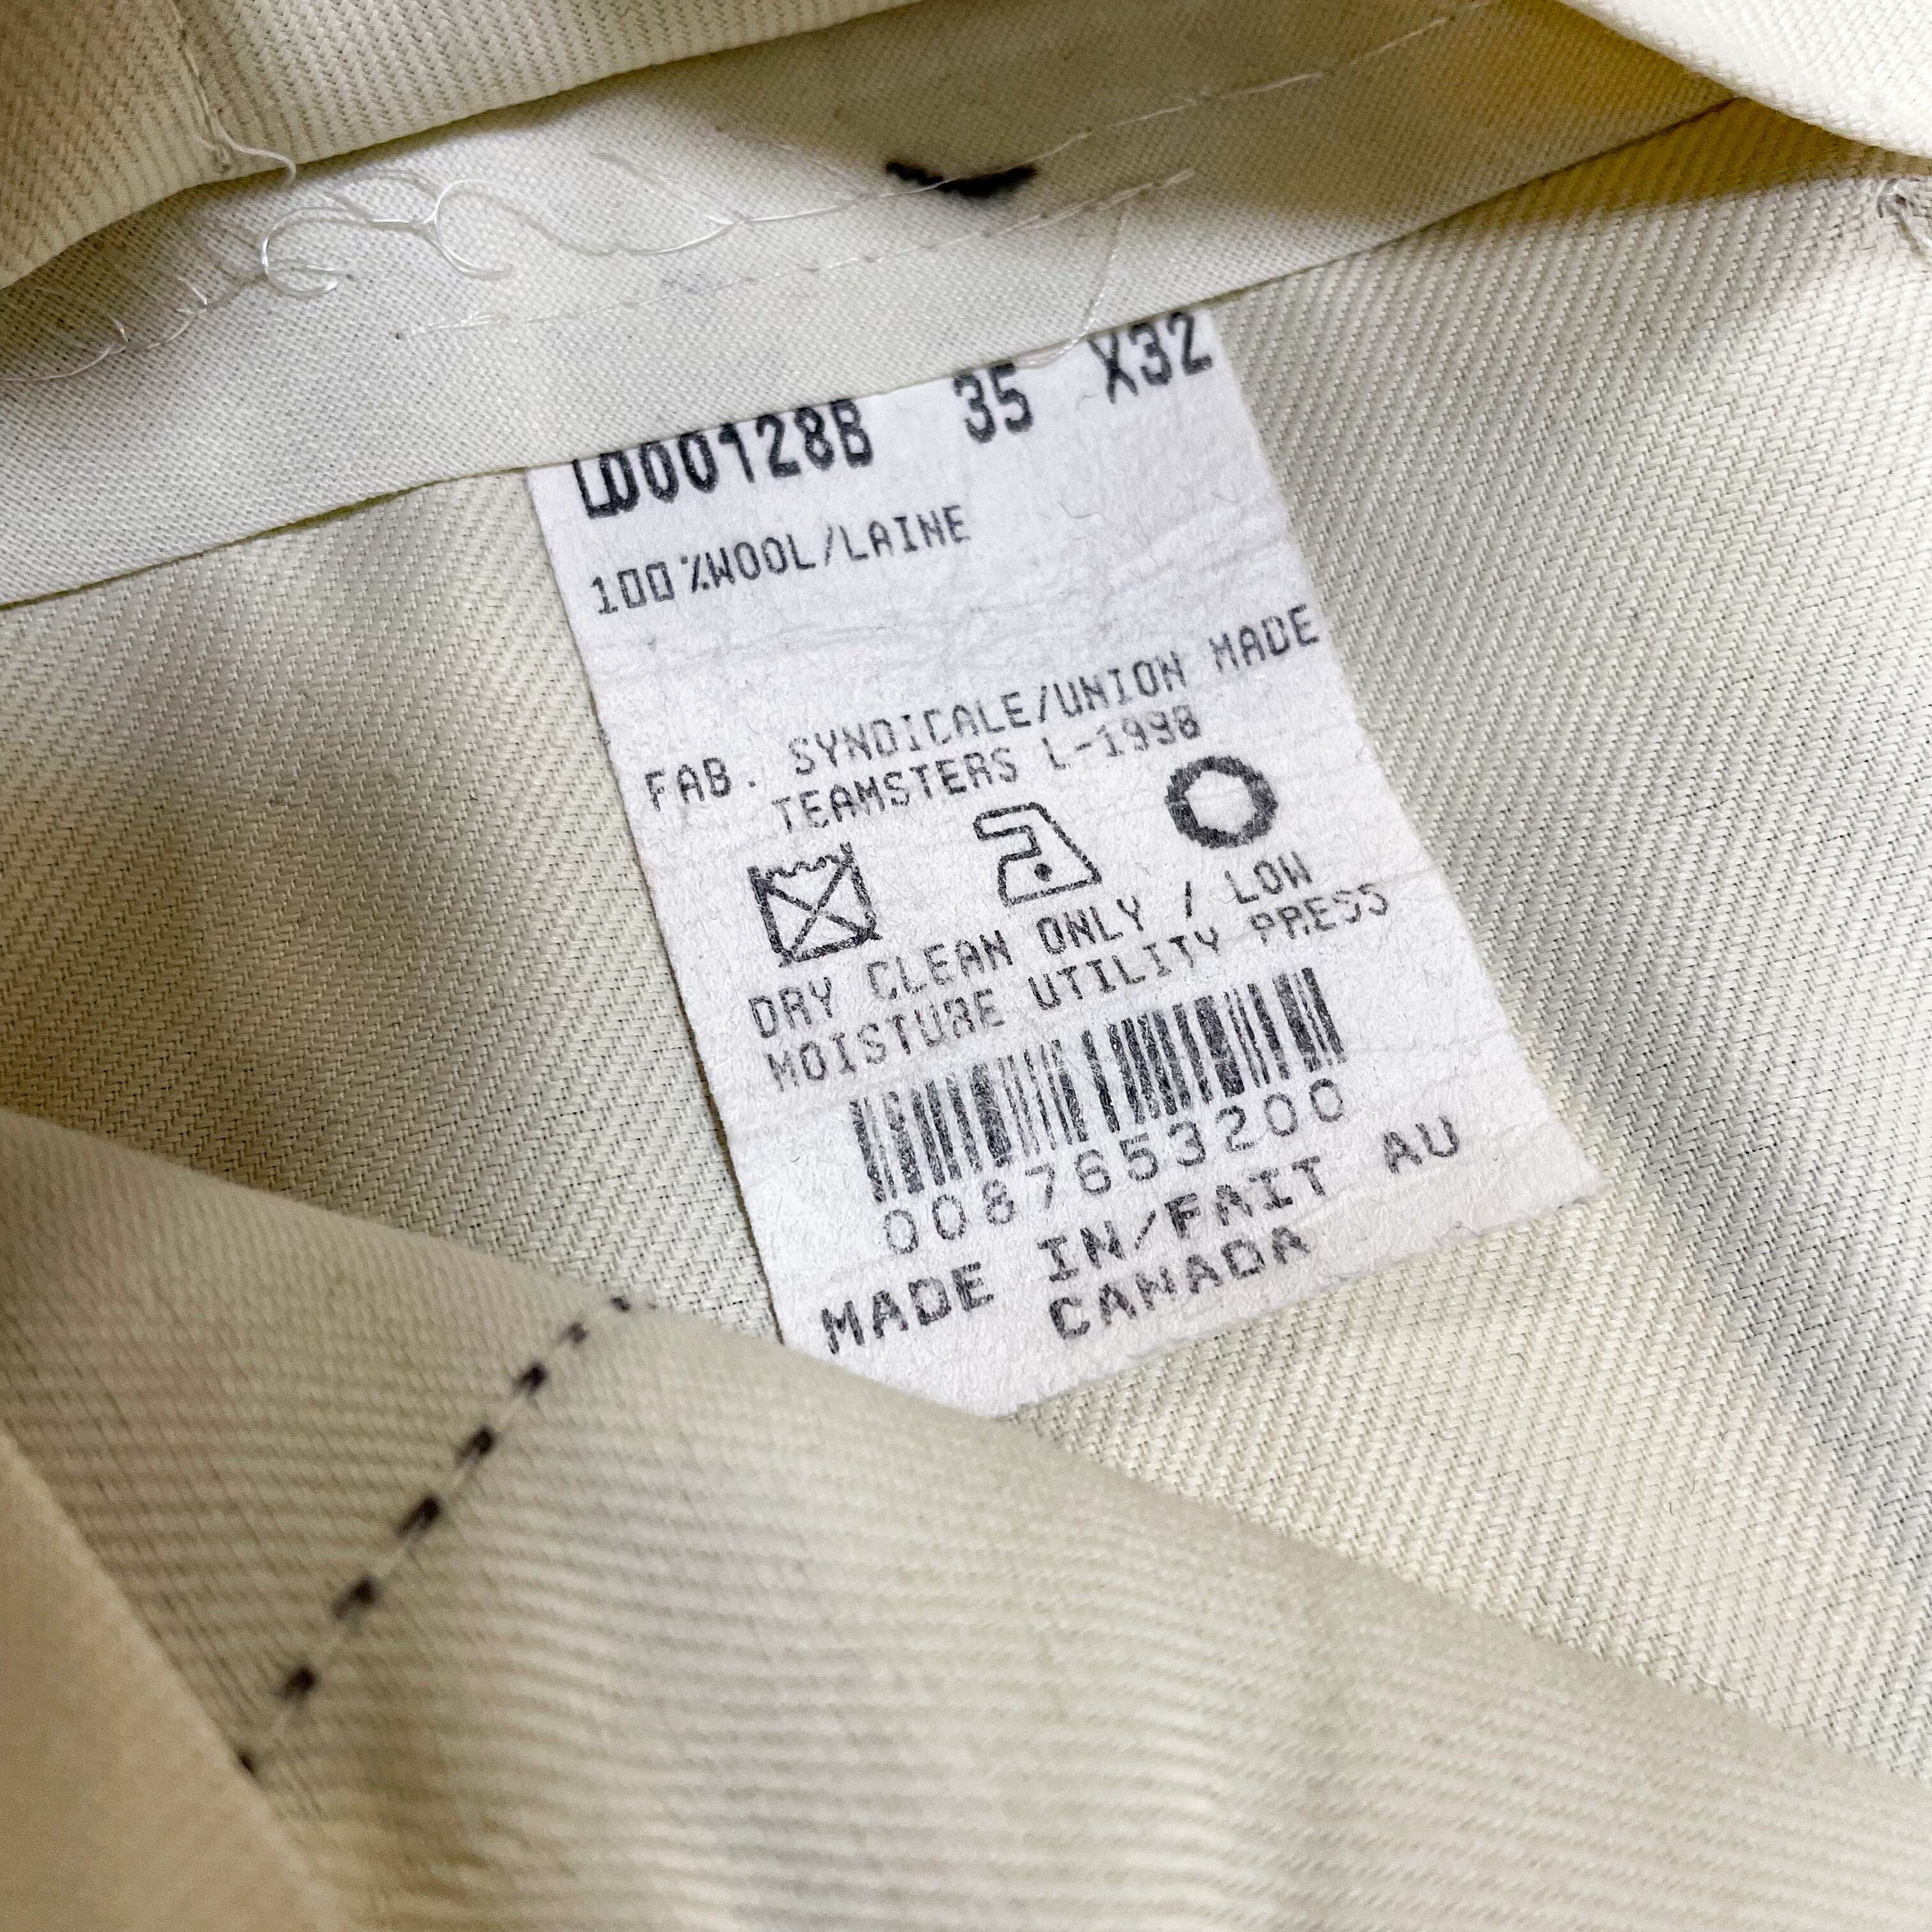 LD00128B 35 X32
100%WOOL/LAINE
FAB. SYNDICALE/UNION MADE
TEAMSTERS L-1998
DRY CLEAN ONLY / LOW
MOISTURE UTILITY PRESS
0087653200
MADE IN/FAIT AU
CANADA